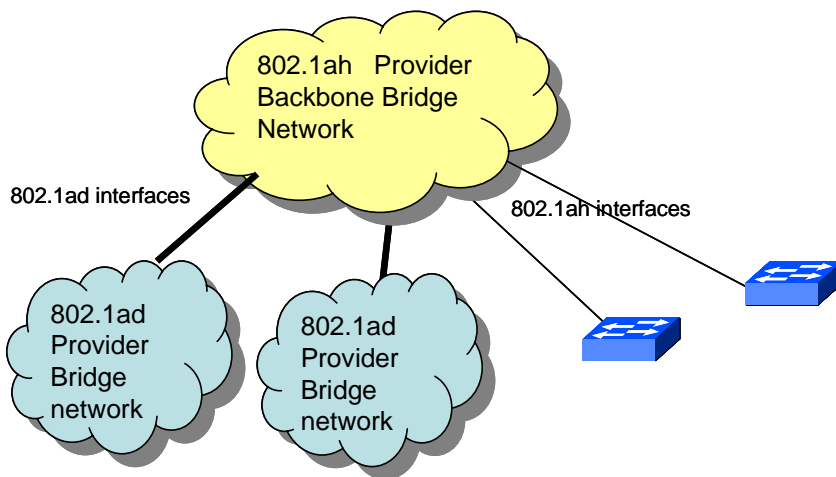 802.1ah Provider
Backbone Bridge
Network
802.1ad interfaces
802.1ah interfaces
802.1ad
Provider
Bridge
network
802.1ad
Provider
Bridge
network